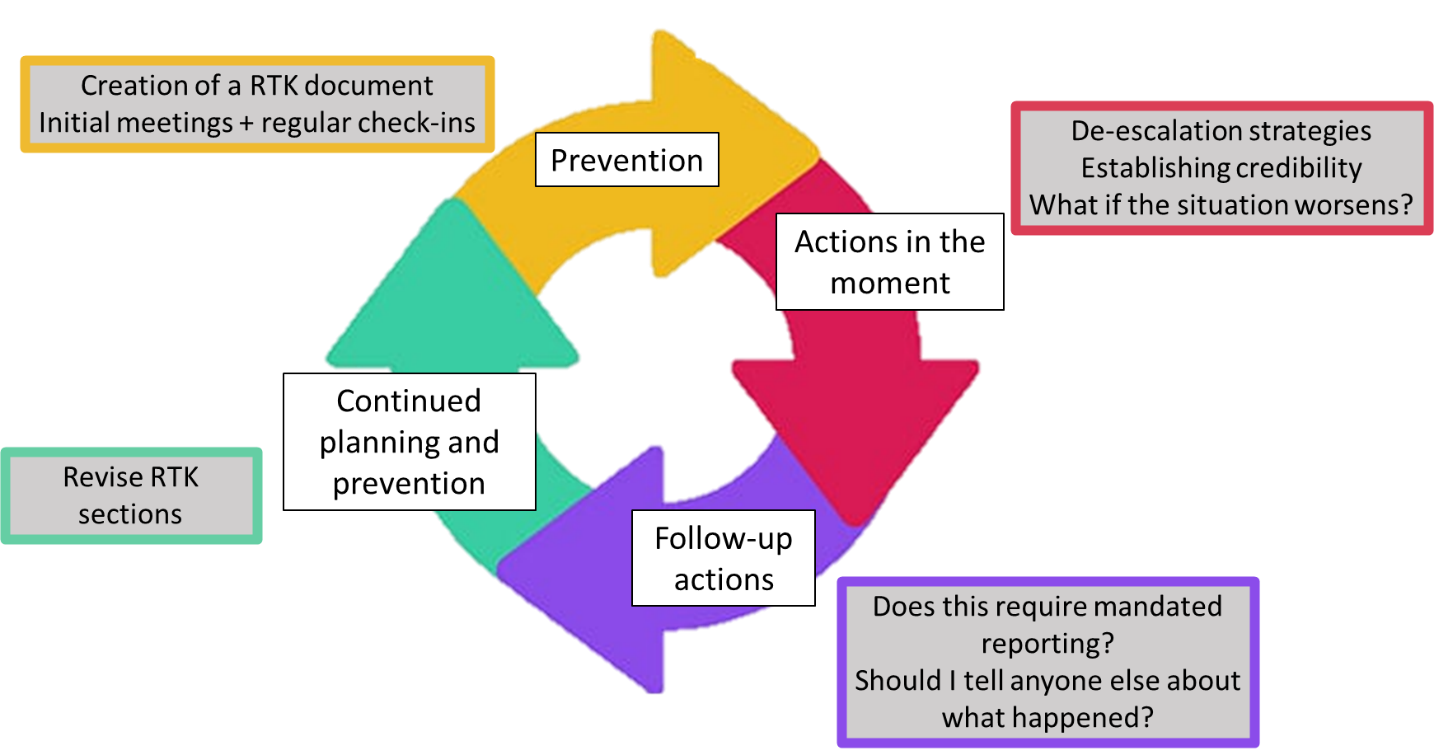 Creation of a RTK document
Initial meetings + regular check-ins
Prevention
De-escalation strategies
Establishing credibility
What if the situation worsens?
Actions in the
moment
Continued
planning and
prevention
Revise RTK
sections
Follow-up
actions
Does this require mandated
reporting?
Should I tell anyone else about
what happened?